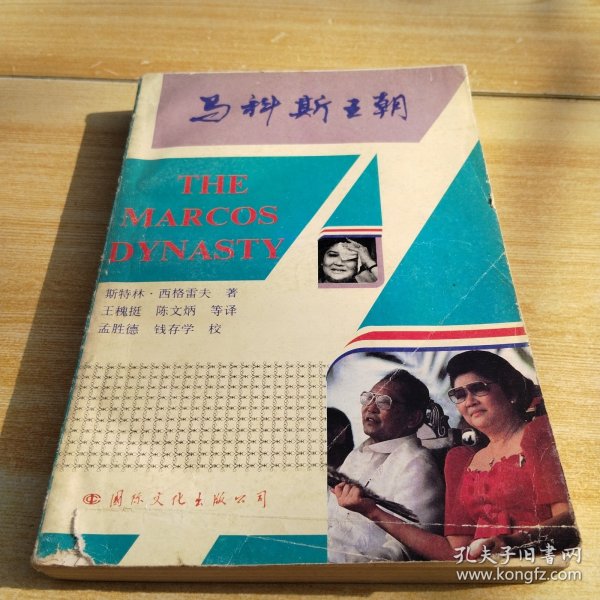 马科斯王朝
THE
MARCOS
DYNASTY
斯特林·西格雷夫 著
王槐挺 陈文炳 等译
孟胜德 钱存学 校
国际文化出版公司
孔夫子旧书网
www.kongfz.com